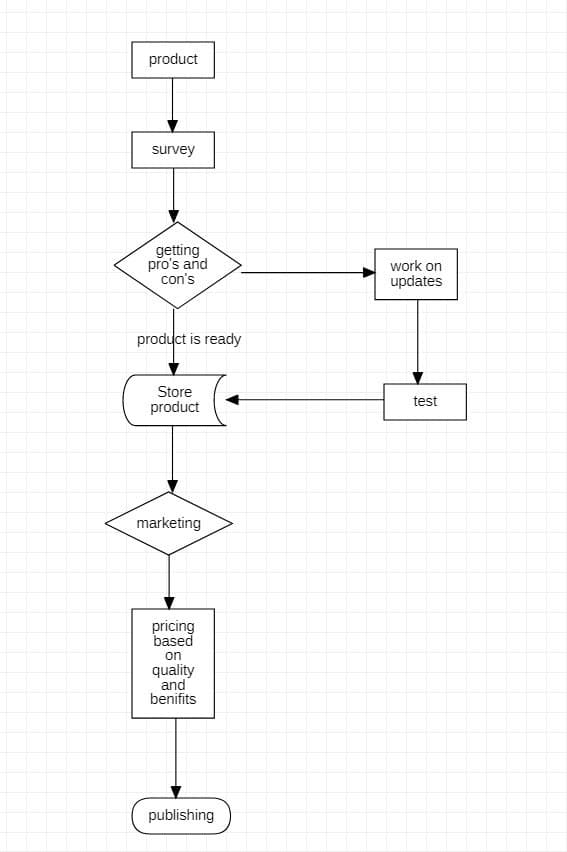 product
survey
getting
pro's and
con's
work on
updates
product is ready
Store
product
test
marketing
pricing
based
on
quality
and
benifits
publishing